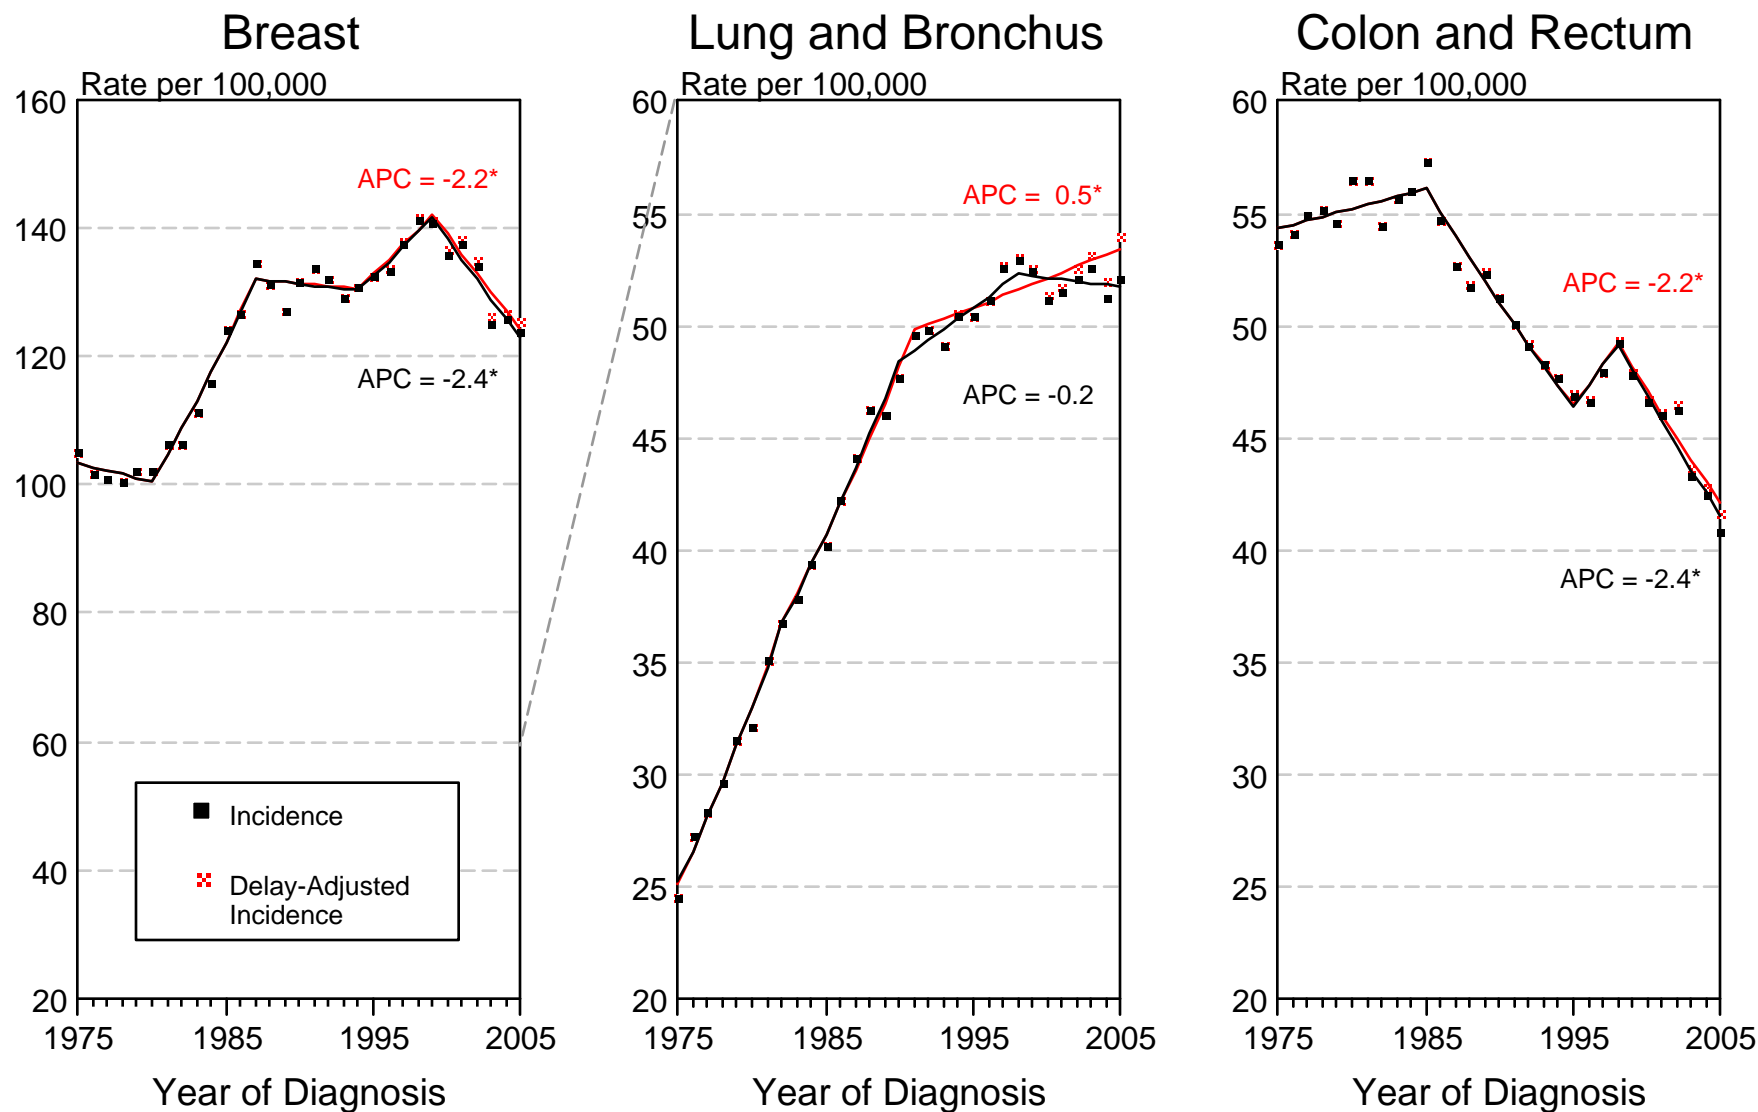 Breast
Rate per 100,000
160
140
120
100
80
60
40
20
APC = -2.2*
APC = -2.4*
Incidence
Delay-Adjusted
Incidence
1975 1985 1995 2005
Year of Diagnosis
Lung and Bronchus
Rate per 100,000
60
55
50
45
40
35
30
25
20
APC = 0.5*
APC = -0.2
1975 1985 1995 2005
Year of Diagnosis
Colon and Rectum
Rate per 100,000
60
55
50
45
40
35
30
25
20
APC = -2.2*
APC = -2.4*
1975 1985 1995 2005
Year of Diagnosis